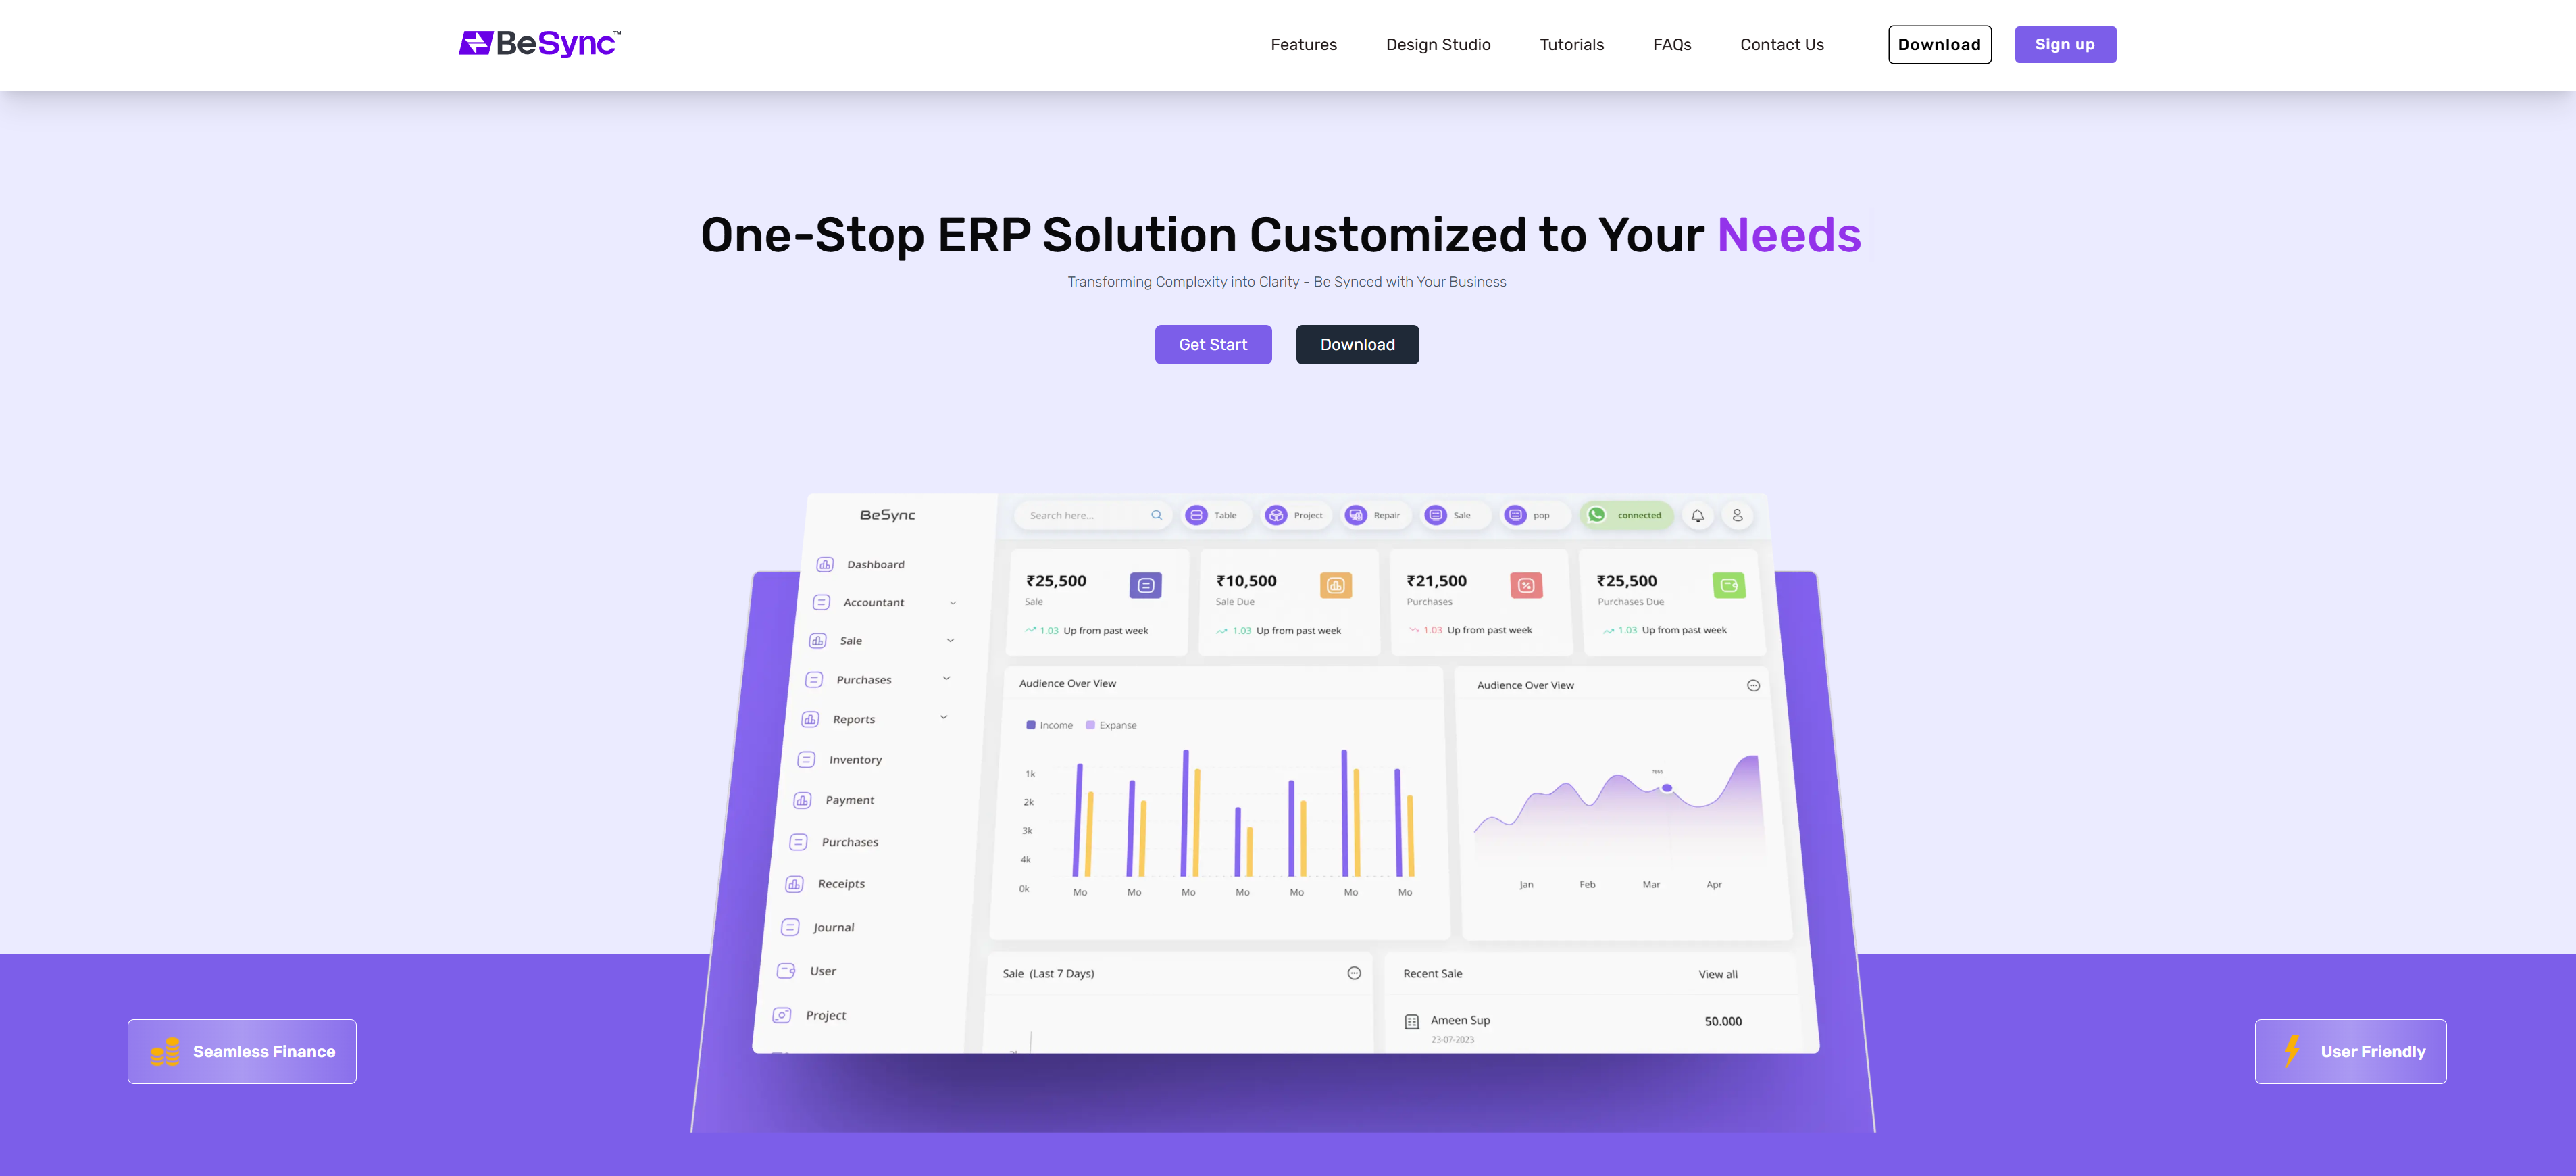 BeSync™
Features Design Studio Tutorials FAQs Contact Us Download Sign up
One-Stop ERP Solution Customized to Your Needs
Transforming Complexity into Clarity - Be Synced with Your Business
Get Start Download
BeSync
Search here... Table Project Repair Sale pop connected
Dashboard
Accountant
Sale
Purchases
Reports
Inventory
Payment
Purchases
Receipts
Journal
User
Project
₹25,500
Sale
1.03 Up from past week
₹10,500
Sale Due
1.03 Up from past week
₹21,500
Purchases
1.03 Up from past week
₹25,500
Purchases Due
1.03 Up from past week
Audience Over View
Income Expanse
1k
2k
3k
4k
0k
Mo Mo Mo Mo Mo Mo Mo
Audience Over View
Jan Feb Mar Apr
Sale (Last 7 Days)
Recent Sale View all
Ameen Sup 50.000
23-07-2023
Seamless Finance
User Friendly